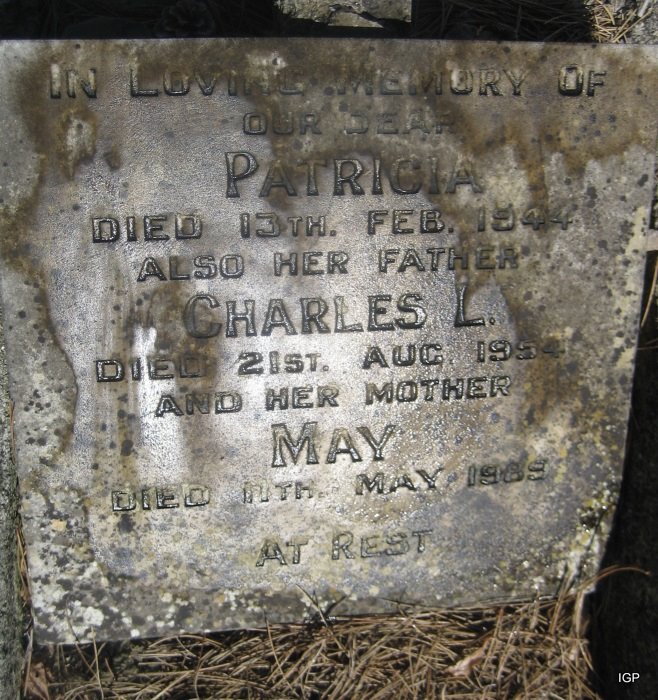 IN LOVING MEMORY OF
OUR DEAR
PATRICIA
DIED 13TH. FEB. 1944
ALSO HER FATHER
CHARLES L.
DIED 21ST. AUG. 1954
AND HER MOTHER
MAY
DIED 11TH. MAY 1989
AT REST
IGP